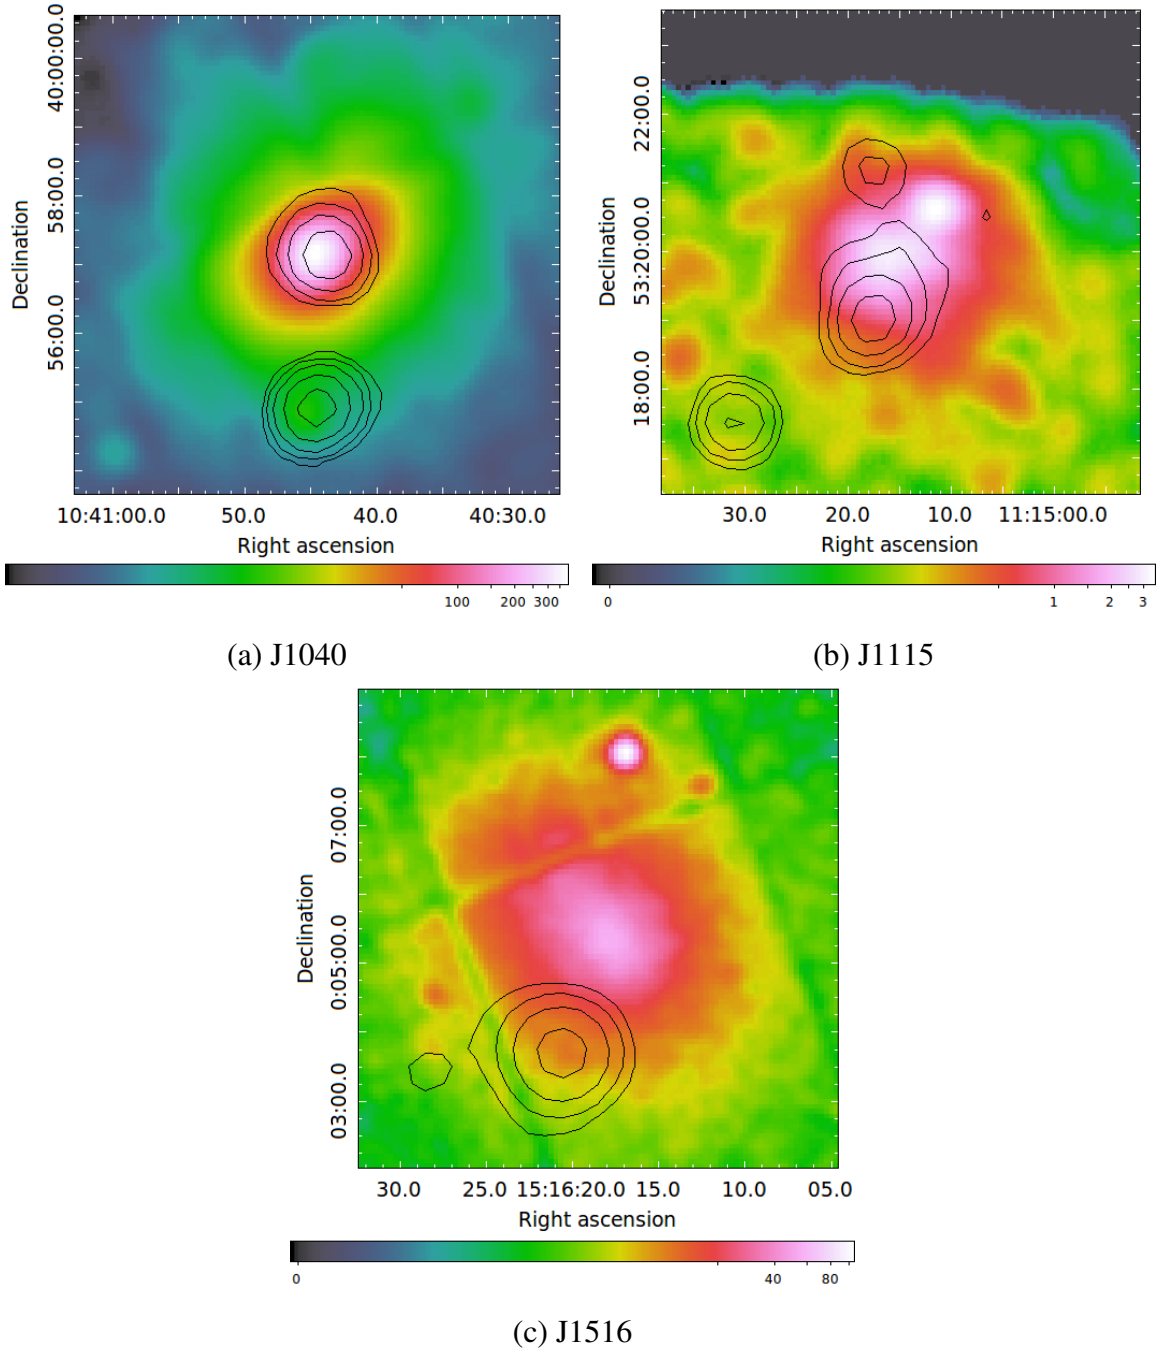 40:00:00.0
58:00.0
56:00.0
Declination
10:41:00.0 50.0 40.0 40:30.0
Right ascension
100 200 300
(a) J1040
22:00.0
53:20:00.0
18:00.0
Declination
30.0 20.0 10.0 11:15:00.0
Right ascension
0 1 2 3
(b) J1115
07:00.0
0:05:00.0
03:00.0
Declination
30.0 25.0 15:16:20.0 15.0 10.0 05.0
Right ascension
0 40 80
(c) J1516